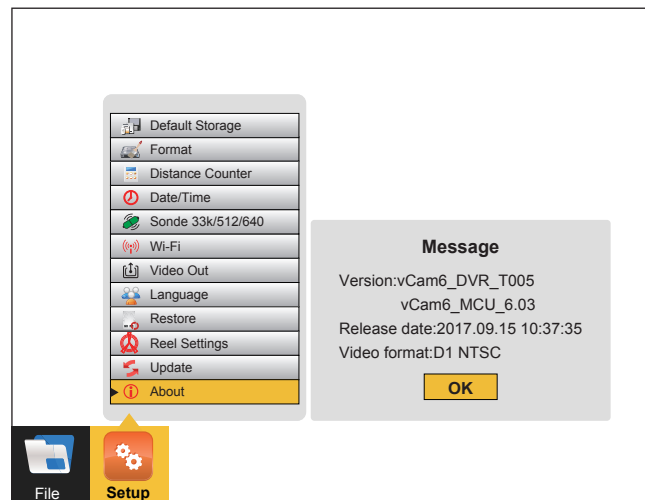 Default Storage
Format
Distance Counter
Date/Time
Sonde 33k/512/640
Wi-Fi
Video Out
Language
Restore
Reel Settings
Update
About
Message
Version:vCam6_DVR_T005
vCam6_MCU_6.03
Release date:2017.09.15 10:37:35
Video format:D1 NTSC
OK
File
Setup